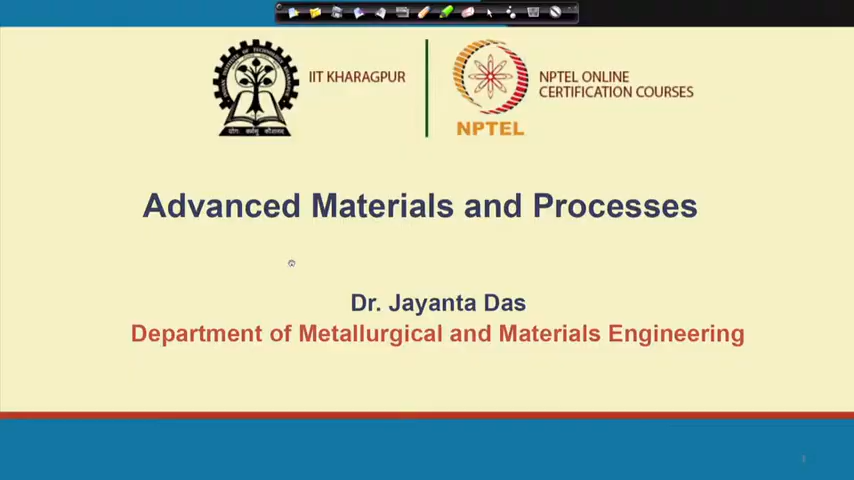 IIT KHARAGPUR
NPTEL ONLINE
CERTIFICATION COURSES
NPTEL
Advanced Materials and Processes
Dr. Jayanta Das
Department of Metallurgical and Materials Engineering